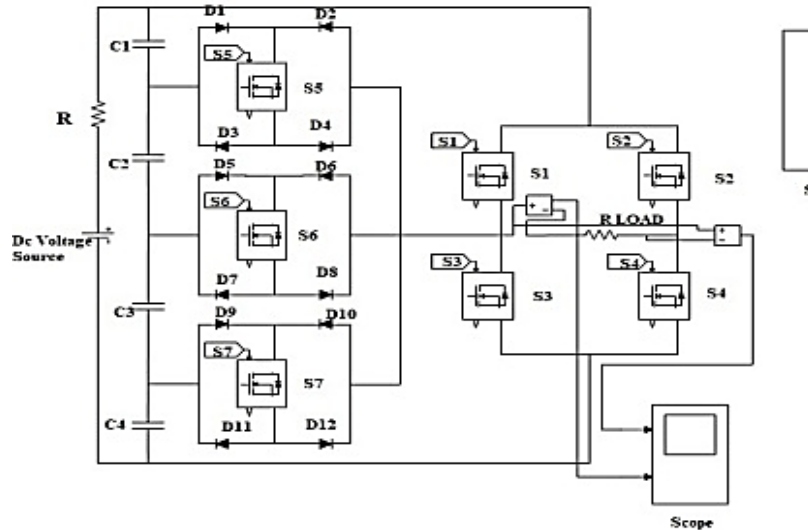 D1 D2
C1
S5
S5
R
D3 D4
C2
D5 D6
S1
S1
S2
S2
S6
S6
R LOAD
Dc Voltage
Source
D7 D8
S3
S3
S4
S4
C3
D9 D10
S7
S7
C4
D11 D12
Scope